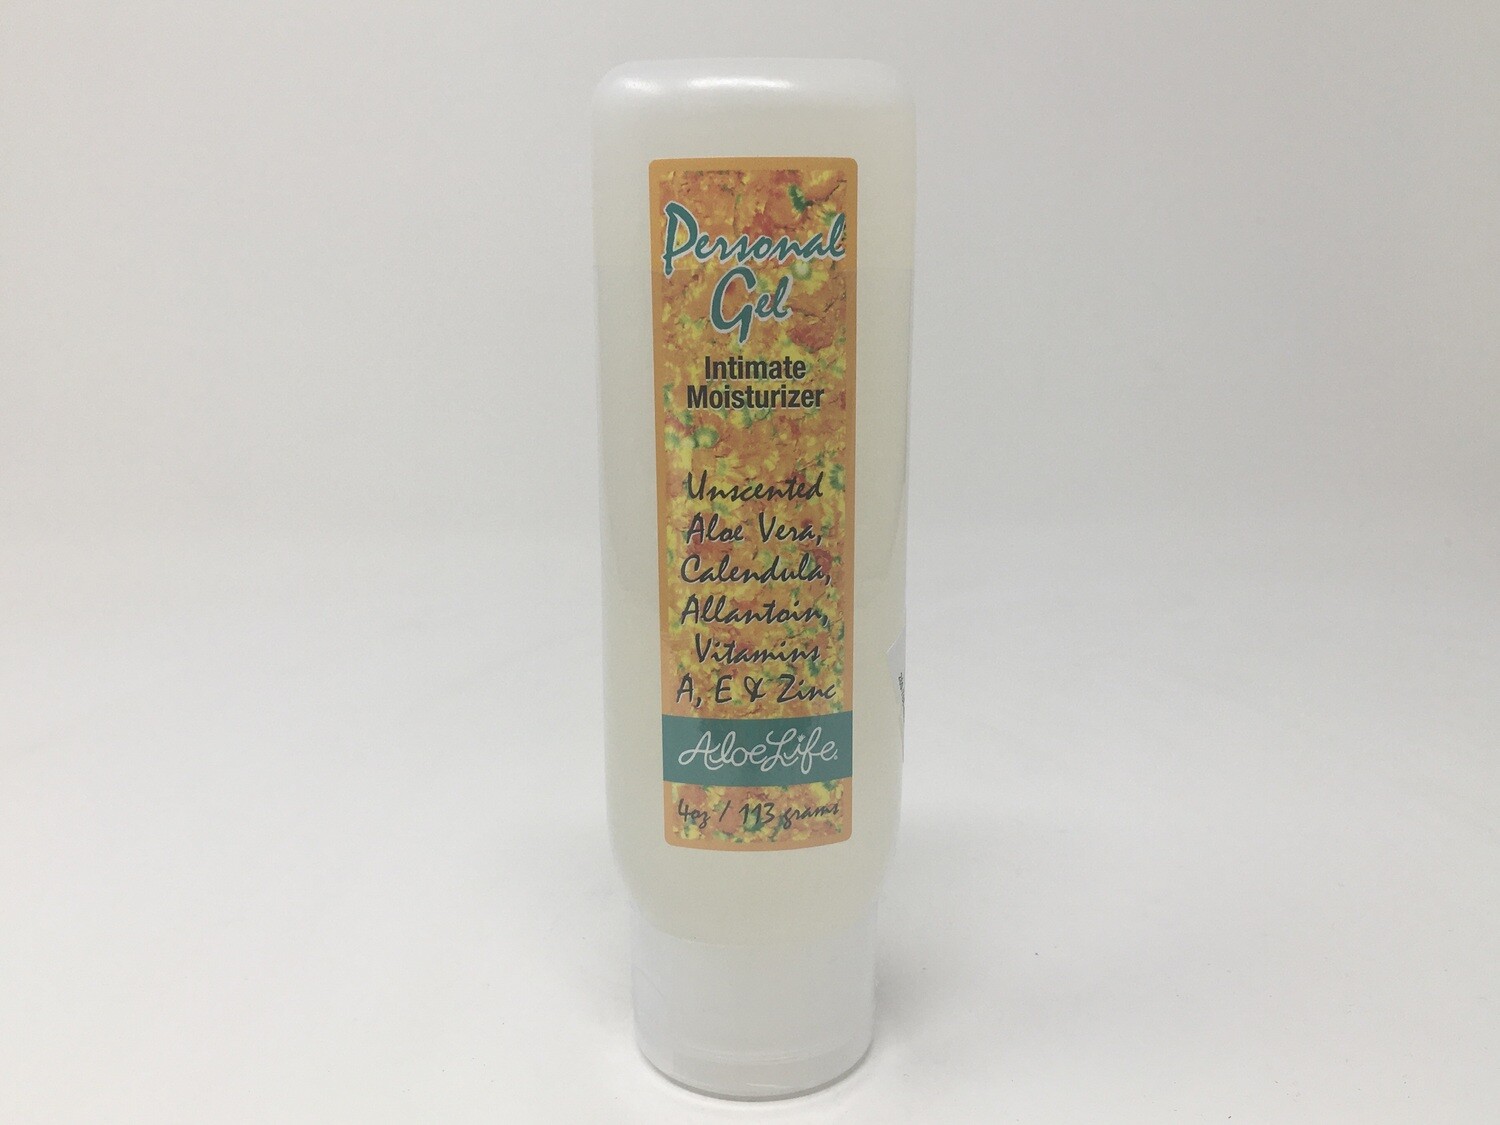 Personal
Gel
Intimate
Moisturizer
Unscented
Aloe Vera,
Calendula,
Allantoin,
Vitamins
A, E & Zinc
AloeLife®
4oz / 113 grams